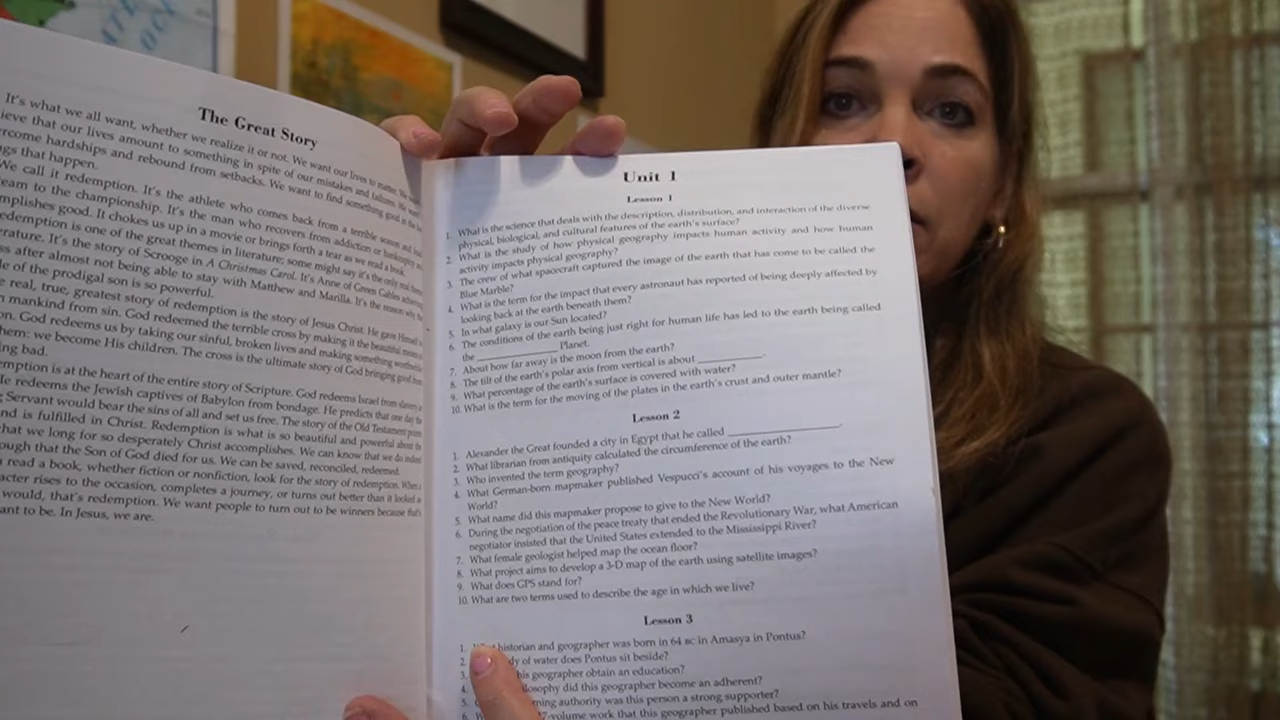 ATL
OCE
The Great Story
It's what we all want, whether we realize it or not. We want our lives to matter. We
ieve that our lives amount to something in spite of our mistakes and failures. We want
rcome hardships and rebound from setbacks. We want to find something good in the
ngs that happen.
We call it redemption. It's the athlete who comes back from a terrible season and
eam to the championship. It's the man who recovers from addiction or bankruptcy
mplishes good. It chokes us up in a movie or brings forth a tear as we read a book.
edemption is one of the great themes in literature; some might say it's the only real
rature. It's the story of Scrooge in A Christmas Carol. It's Anne of Green Gables
ss after almost not being able to stay with Matthew and Marilla. It's the reason why the
le of the prodigal son is so powerful.
e real, true, greatest story of redemption is the story of Jesus Christ. He gave Himself
n mankind from sin. God redeemed the terrible cross by making it the beautiful means
on. God redeems us by taking our sinful, broken lives and making something worthwhile
hem: we become His children. The cross is the ultimate story of God bringing good from
ing bad.
emption is at the heart of the entire story of Scripture. God redeems Israel from slavery
He redeems the Jewish captives of Babylon from bondage. He predicts that one day the
g Servant would bear the sins of all and set us free. The story of the Old Testament
nd is fulfilled in Christ. Redemption is what is so beautiful and powerful about the
hat we long for so desperately Christ accomplishes. We can know that we do indeed
ough that the Son of God died for us. We can be saved, reconciled, redeemed.
read a book, whether fiction or nonfiction, look for the story of redemption. When a
acter rises to the occasion, completes a journey, or turns out better than it looked
would, that's redemption. We want people to turn out to be winners because that's
ant to be. In Jesus, we are.
Unit 1
Lesson 1
1. What is the science that deals with the description, distribution, and interaction of the diverse
physical, biological, and cultural features of the earth's surface?
2. What is the study of how physical geography impacts human activity and how human
activity impacts physical geography?
3. The crew of what spacecraft captured the image of the earth that has come to be called the
Blue Marble?
4. What is the term for the impact that every astronaut has reported of being deeply affected by
looking back at the earth beneath them?
5. In what galaxy is our Sun located?
6. The conditions of the earth being just right for human life has led to the earth being called
the ____________ Planet.
7. About how far away is the moon from the earth?
8. The tilt of the earth's polar axis from vertical is about __________.
9. What percentage of the earth's surface is covered with water?
10. What is the term for the moving of the plates in the earth's crust and outer mantle?
Lesson 2
1. Alexander the Great founded a city in Egypt that he called ________________.
2. What librarian from antiquity calculated the circumference of the earth?
3. Who invented the term geography?
4. What German-born mapmaker published Vespucci's account of his voyages to the New
World?
5. What name did this mapmaker propose to give to the New World?
6. During the negotiation of the peace treaty that ended the Revolutionary War, what American
negotiator insisted that the United States extended to the Mississippi River?
7. What female geologist helped map the ocean floor?
8. What project aims to develop a 3-D map of the earth using satellite images?
9. What does GPS stand for?
10. What are two terms used to describe the age in which we live?
Lesson 3
1. What historian and geographer was born in 64 BC in Amasya in Pontus?
2. dy of water does Pontus sit beside?
3. his geographer obtain an education?
4. losophy did this geographer become an adherent?
5. ning authority was this person a strong supporter?
6. 7-volume work that this geographer published based on his travels and on